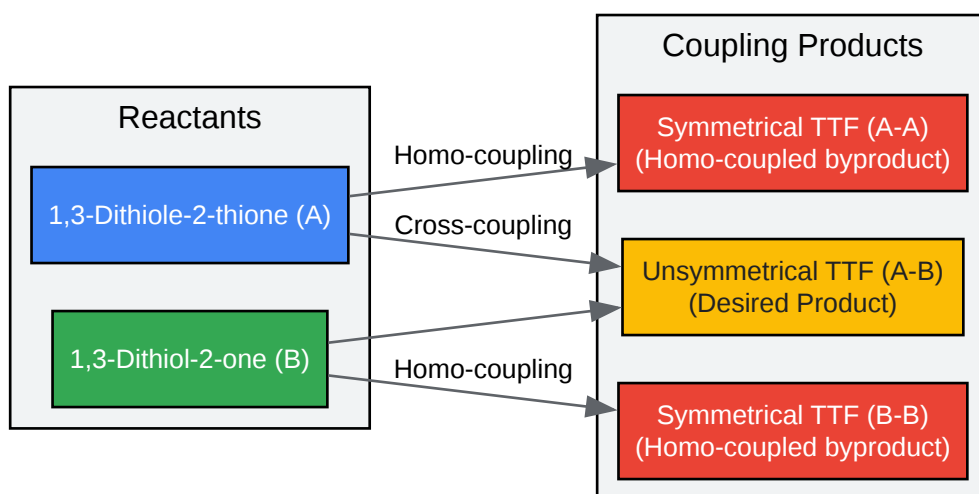 Reactants
1,3-Dithiole-2-thione (A)
1,3-Dithiol-2-one (B)
Homo-coupling
Cross-coupling
Homo-coupling
Coupling Products
Symmetrical TTF (A-A)
(Homo-coupled byproduct)
Unsymmetrical TTF (A-B)
(Desired Product)
Symmetrical TTF (B-B)
(Homo-coupled byproduct)